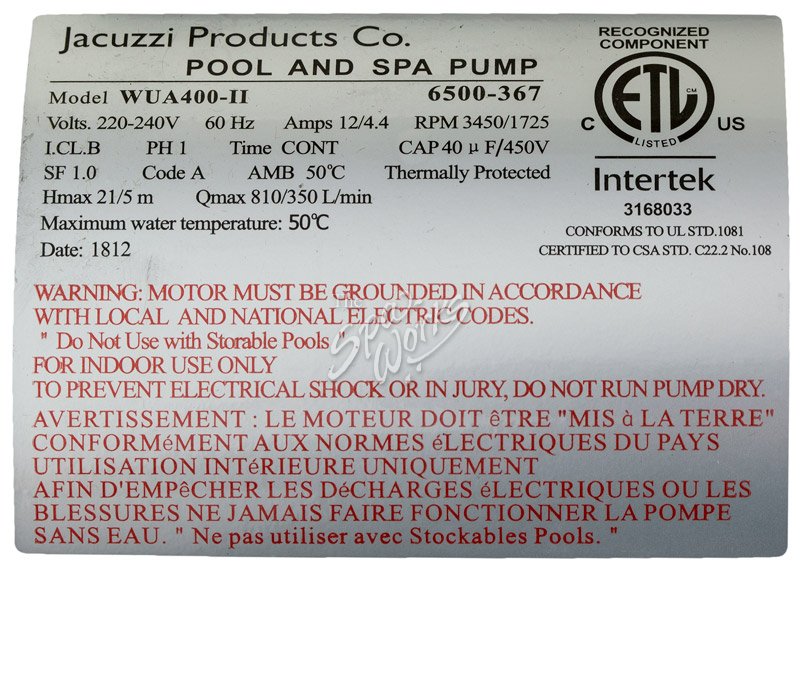 Jacuzzi Products Co.
POOL AND SPA PUMP
Model WUA400-II 6500-367
Volts. 220-240V 60 Hz Amps 12/4.4 RPM 3450/1725
I.CL.B PH 1 Time CONT CAP 40 μ F/450V
SF 1.0 Code A AMB 50℃ Thermally Protected
Hmax 21/5 m Qmax 810/350 L/min
Maximum water temperature: 50℃
Date: 1812
RECOGNIZED
COMPONENT
ETL CM
LISTED
C US
Intertek
3168033
CONFORMS TO UL STD.1081
CERTIFIED TO CSA STD. C22.2 No.108
WARNING: MOTOR MUST BE GROUNDED IN ACCORDANCE
WITH LOCAL AND NATIONAL ELECTRIC CODES.
" Do Not Use with Storable Pools "
FOR INDOOR USE ONLY
TO PREVENT ELECTRICAL SHOCK OR IN JURY, DO NOT RUN PUMP DRY.
AVERTISSEMENT : LE MOTEUR DOIT êTRE "MIS à LA TERRE"
CONFORMéMENT AUX NORMES éLECTRIQUES DU PAYS
UTILISATION INTéRIEURE UNIQUEMENT
AFIN D'EMPêCHER LES DéCHARGES éLECTRIQUES OU LES
BLESSURES NE JAMAIS FAIRE FONCTIONNER LA POMPE
SANS EAU. " Ne pas utiliser avec Stockables Pools. "
The
Spa
Works